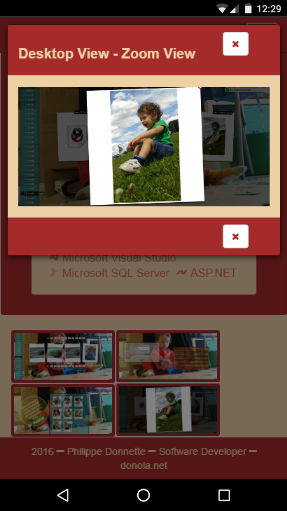 12:29
Desktop View - Zoom View
Microsoft Visual Studio
Microsoft SQL Server ASP.NET
2016 ━ Philippe Donnette ━ Software Developer ━
donola.net